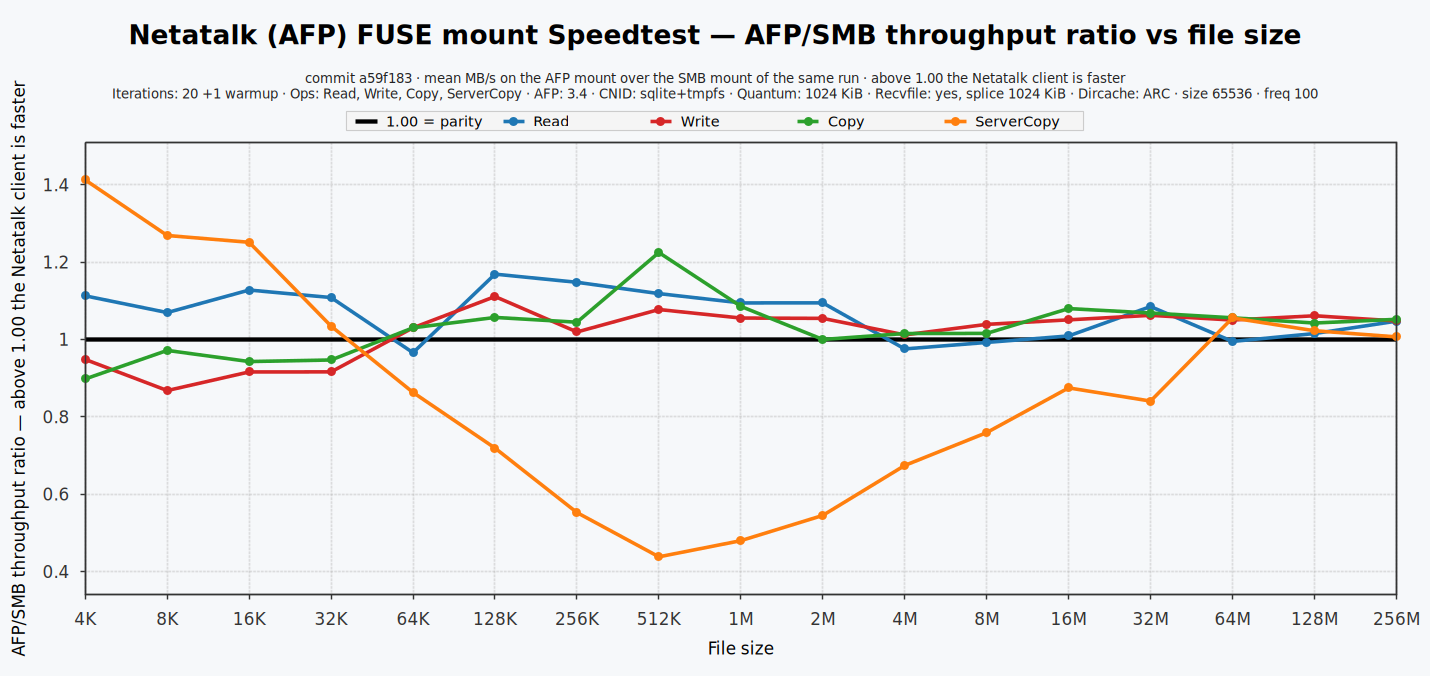 Netatalk (AFP) FUSE mount Speedtest — AFP/SMB throughput ratio vs file size
commit a59f183 · mean MB/s on the AFP mount over the SMB mount of the same run · above 1.00 the Netatalk client is faster
Iterations: 20 +1 warmup · Ops: Read, Write, Copy, ServerCopy · AFP: 3.4 · CNID: sqlite+tmpfs · Quantum: 1024 KiB · Recvfile: yes, splice 1024 KiB · Dircache: ARC · size 65536 · freq 100
1.00 = parity Read Write Copy ServerCopy
AFP/SMB throughput ratio — above 1.00 the Netatalk client is faster
1.4
1.2
1
0.8
0.6
0.4
4K 8K 16K 32K 64K 128K 256K 512K 1M 2M 4M 8M 16M 32M 64M 128M 256M
File size